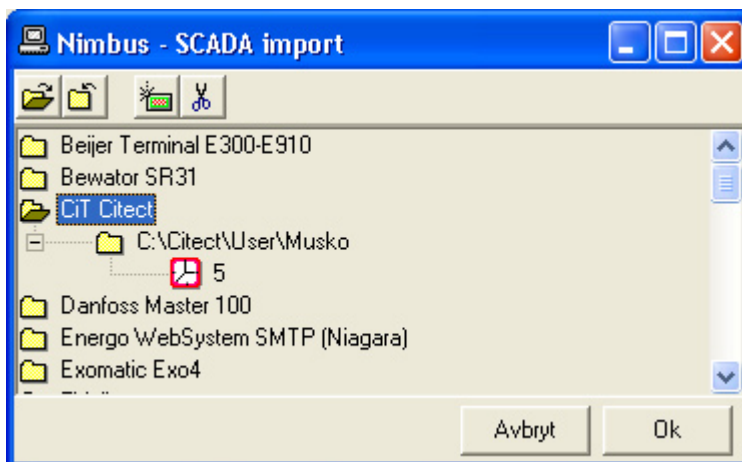 Nimbus - SCADA import
Beijer Terminal E300-E910
Bewator SR31
CiT Citect
C:\Citect\User\Musko
5
Danfoss Master 100
Energo WebSystem SMTP (Niagara)
Exomatic Exo4
Avbryt Ok